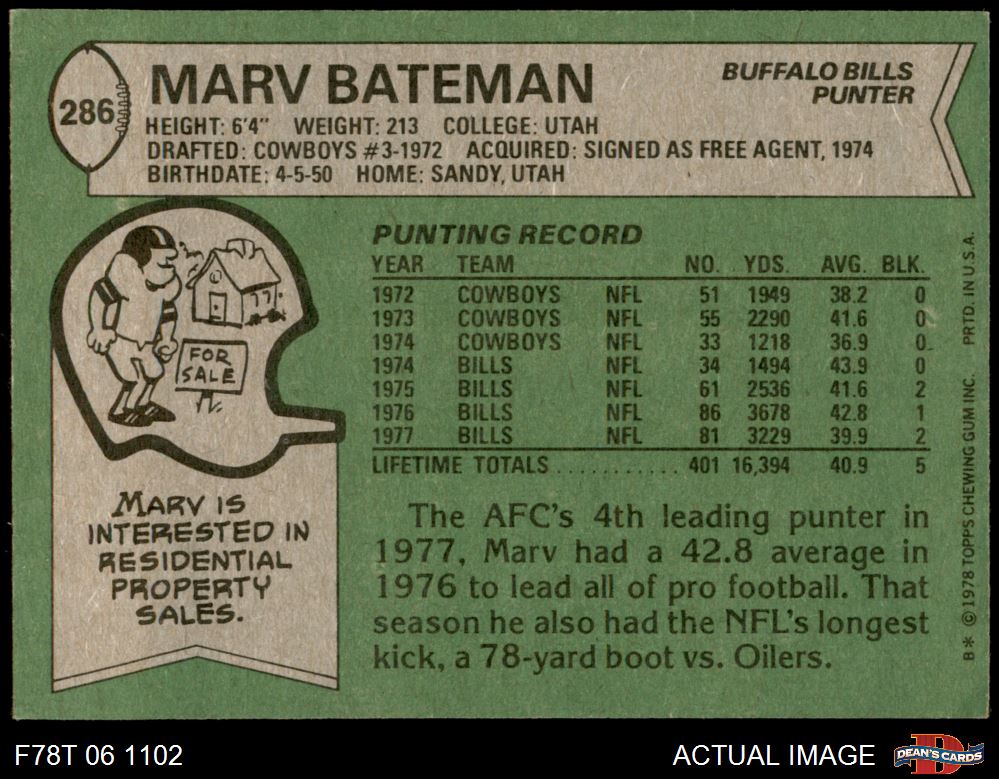 286
MARV BATEMAN
BUFFALO BILLS
PUNTER
HEIGHT: 6'4" WEIGHT: 213 COLLEGE: UTAH
DRAFTED: COWBOYS #3-1972 ACQUIRED: SIGNED AS FREE AGENT, 1974
BIRTHDATE: 4-5-50 HOME: SANDY, UTAH
FOR
SALE
MARV IS
INTERESTED IN
RESIDENTIAL
PROPERTY
SALES.
PUNTING RECORD
YEAR TEAM NO. YDS. AVG. BLK.
1972 COWBOYS NFL 51 1949 38.2 0
1973 COWBOYS NFL 55 2290 41.6 0
1974 COWBOYS NFL 33 1218 36.9 0
1974 BILLS NFL 34 1494 43.9 0
1975 BILLS NFL 61 2536 41.6 2
1976 BILLS NFL 86 3678 42.8 1
1977 BILLS NFL 81 3229 39.9 2
LIFETIME TOTALS............ 401 16,394 40.9 5
The AFC's 4th leading punter in
1977, Marv had a 42.8 average in
1976 to lead all of pro football. That
season he also had the NFL's longest
kick, a 78-yard boot vs. Oilers.
B* ©1978 TOPPS CHEWING GUM INC. PRTD. IN U.S.A.
F78T 06 1102
ACTUAL IMAGE
DEAN'S CARDS